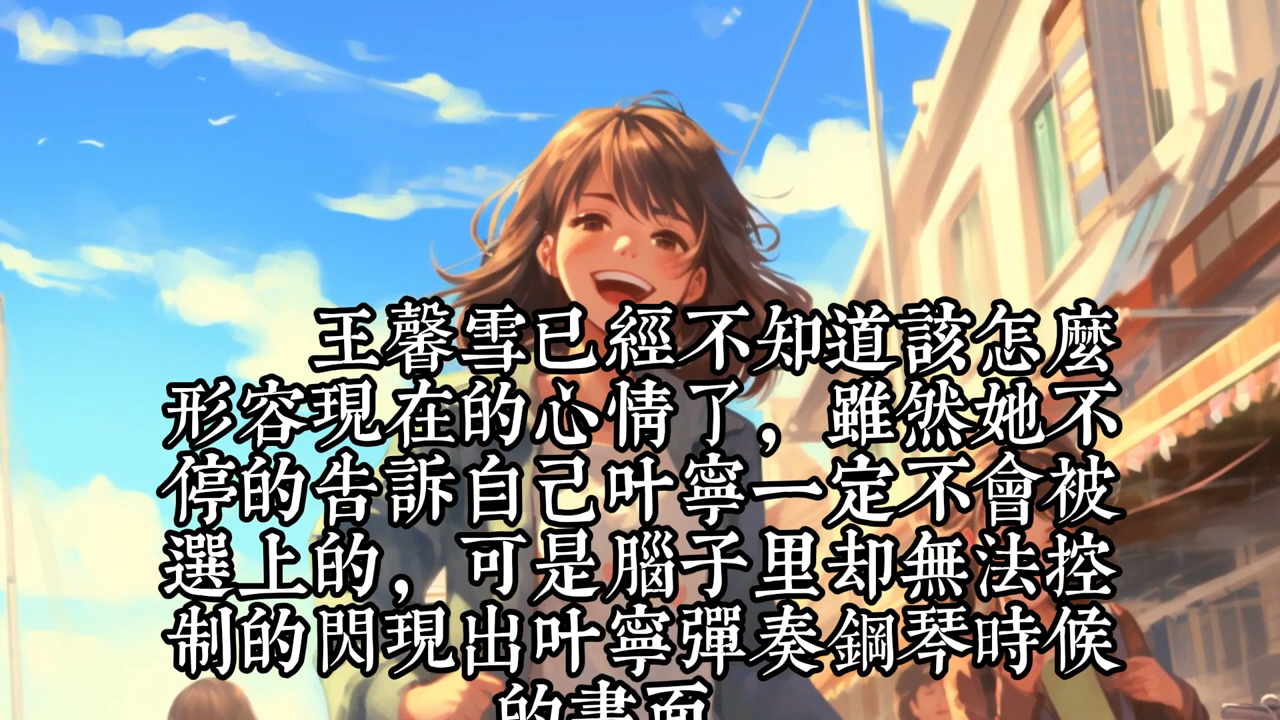 王馨雪已經不知道該怎麼
形容現在的心情了，雖然她不
停的告訴自己叶寧一定不會被
選上的，可是腦子里却無法控
制的閃現出叶寧彈奏鋼琴時候
的畫面